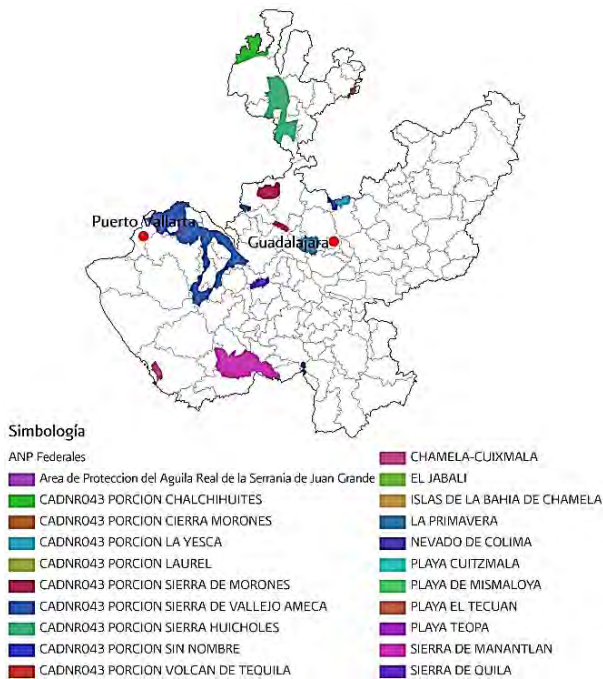 Puerto Vallarta
Guadalajara
Simbología
ANP Federales
Area de Proteccion del Aguila Real de la Serrania de Juan Grande
CADNR043 PORCION CHALCHIHUITES
CADNR043 PORCION CIERRA MORONES
CADNR043 PORCION LA YESCA
CADNR043 PORCION LAUREL
CADNR043 PORCION SIERRA DE MORONES
CADNR043 PORCION SIERRA DE VALLEJO AMECA
CADNR043 PORCION SIERRA HUICHOLES
CADNR043 PORCION SIN NOMBRE
CADNR043 PORCION VOLCAN DE TEQUILA
CHAMELA-CUIXMALA
EL JABALI
ISLAS DE LA BAHIA DE CHAMELA
LA PRIMAVERA
NEVADO DE COLIMA
PLAYA CUITZMALA
PLAYA DE MISMALOYA
PLAYA EL TECUAN
PLAYA TEOPA
SIERRA DE MANANTLAN
SIERRA DE QUILA